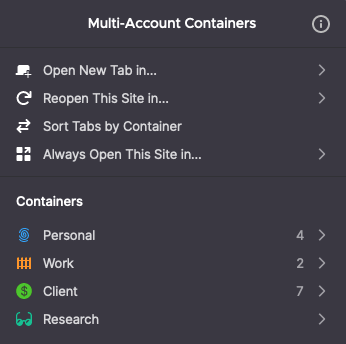 Multi-Account Containers
Open New Tab in...
Reopen This Site in...
Sort Tabs by Container
Always Open This Site in...
Containers
Personal 4
Work 2
Client 7
Research